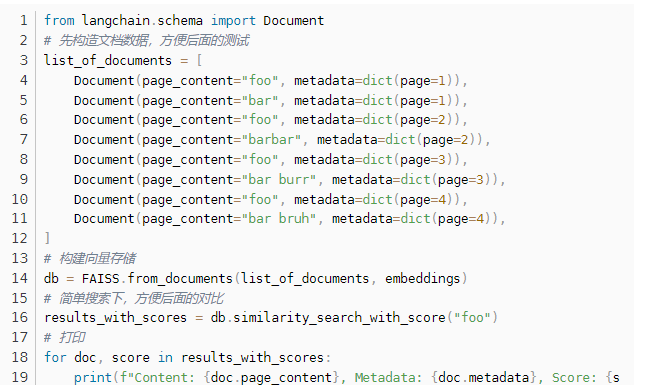 1 from langchain.schema import Document
2 # 先构造文档数据，方便后面的测试
3 list_of_documents = [
4     Document(page_content="foo", metadata=dict(page=1)),
5     Document(page_content="bar", metadata=dict(page=1)),
6     Document(page_content="foo", metadata=dict(page=2)),
7     Document(page_content="barbar", metadata=dict(page=2)),
8     Document(page_content="foo", metadata=dict(page=3)),
9     Document(page_content="bar burr", metadata=dict(page=3)),
10     Document(page_content="foo", metadata=dict(page=4)),
11     Document(page_content="bar bruh", metadata=dict(page=4)),
12 ]
13 # 构建向量存储
14 db = FAISS.from_documents(list_of_documents, embeddings)
15 # 简单搜索下，方便后面的对比
16 results_with_scores = db.similarity_search_with_score("foo")
17 # 打印
18 for doc, score in results_with_scores:
19     print(f"Content: {doc.page_content}, Metadata: {doc.metadata}, Score: {s